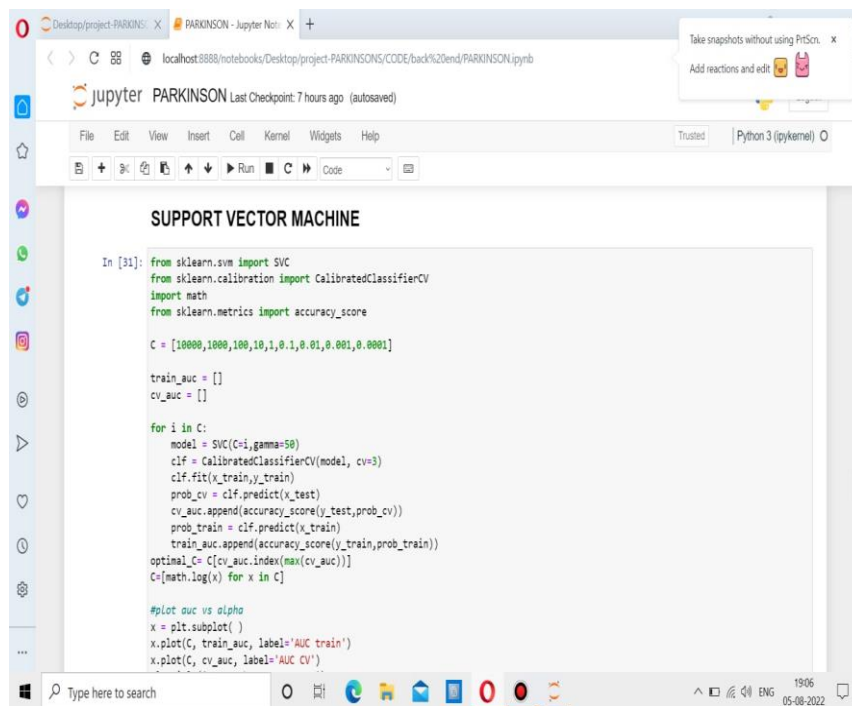 Desktop/project-PARKINS
PARKINSON - Jupyter Not
Take snapshots without using PrtScn.
Add reactions and edit
localhost:8888/notebooks/Desktop/project-PARKINSONS/CODE/back%20end/PARKINSON.ipynb
jupyter PARKINSON Last Checkpoint: 7 hours ago (autosaved)
File Edit View Insert Cell Kernel Widgets Help
Trusted Python 3 (ipykernel)
Run Code
SUPPORT VECTOR MACHINE
In [31]: from sklearn.svm import SVC
from sklearn.calibration import CalibratedClassifierCV
import math
from sklearn.metrics import accuracy_score
C = [10000,1000,100,10,1,0.1,0.01,0.001,0.0001]
train_auc = []
cv_auc = []
for i in C:
model = SVC(C=i,gamma=50)
clf = CalibratedClassifierCV(model, cv=3)
clf.fit(x_train,y_train)
prob_cv = clf.predict(x_test)
cv_auc.append(accuracy_score(y_test,prob_cv))
prob_train = clf.predict(x_train)
train_auc.append(accuracy_score(y_train,prob_train))
optimal_C= C[cv_auc.index(max(cv_auc))]
C=[math.log(x) for x in C]
#plot auc vs alpha
x = plt.subplot( )
x.plot(C, train_auc, label='AUC train')
x.plot(C, cv_auc, label='AUC CV')
Type here to search
ENG
19:06
05-08-2022